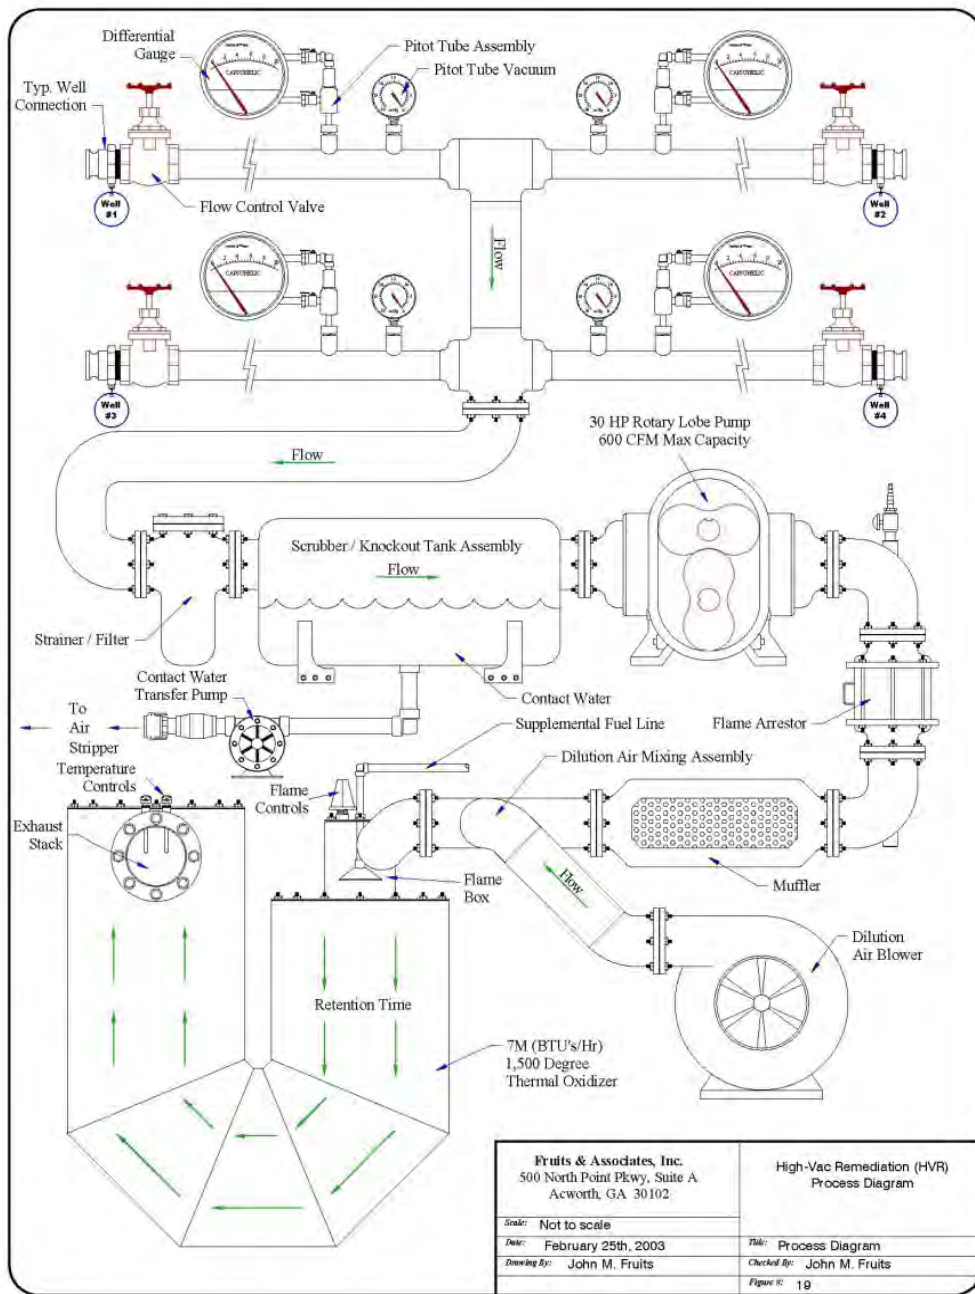 Differential
Gauge
Pitot Tube Assembly
Pitot Tube Vacuum
Typ. Well
Connection
CAPSUHELIC
CAPSUHELIC
Flow Control Valve
Well
#1
Well
#2
Flow
CAPSUHELIC
CAPSUHELIC
Well
#3
Well
#4
30 HP Rotary Lobe Pump
600 CFM Max Capacity
Flow
Scrubber / Knockout Tank Assembly
Flow
Strainer / Filter
Contact Water
Transfer Pump
Contact Water
To
Air
Stripper
Supplemental Fuel Line
Flame Arrestor
Temperature
Controls
Flame
Controls
Dilution Air Mixing Assembly
Exhaust
Stack
Flame
Box
Muffler
Flow
Dilution
Air Blower
Retention Time
7M (BTU's/Hr)
1,500 Degree
Thermal Oxidizer
Fruits & Associates, Inc.
500 North Point Pkwy, Suite A
Acworth, GA 30102
High-Vac Remediation (HVR)
Process Diagram
Scale: Not to scale
Date: February 25th, 2003
Title: Process Diagram
Drawing By: John M. Fruits
Checked By: John M. Fruits
Figure #: 19